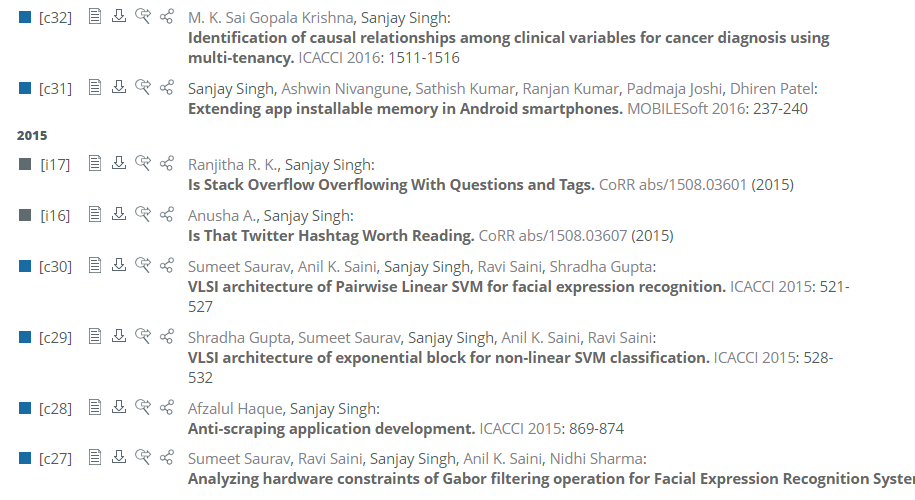 [c32] M. K. Sai Gopala Krishna, Sanjay Singh:
Identification of causal relationships among clinical variables for cancer diagnosis using
multi-tenancy. ICACCI 2016: 1511-1516
[c31] Sanjay Singh, Ashwin Nivangune, Sathish Kumar, Ranjan Kumar, Padmaja Joshi, Dhiren Patel:
Extending app installable memory in Android smartphones. MOBILESoft 2016: 237-240
2015
[i17] Ranjitha R. K., Sanjay Singh:
Is Stack Overflow Overflowing With Questions and Tags. CoRR abs/1508.03601 (2015)
[i16] Anusha A., Sanjay Singh:
Is That Twitter Hashtag Worth Reading. CoRR abs/1508.03607 (2015)
[c30] Sumeet Saurav, Anil K. Saini, Sanjay Singh, Ravi Saini, Shradha Gupta:
VLSI architecture of Pairwise Linear SVM for facial expression recognition. ICACCI 2015: 521-
527
[c29] Shradha Gupta, Sumeet Saurav, Sanjay Singh, Anil K. Saini, Ravi Saini:
VLSI architecture of exponential block for non-linear SVM classification. ICACCI 2015: 528-
532
[c28] Afzalul Haque, Sanjay Singh:
Anti-scraping application development. ICACCI 2015: 869-874
[c27] Sumeet Saurav, Ravi Saini, Sanjay Singh, Anil K. Saini, Nidhi Sharma:
Analyzing hardware constraints of Gabor filtering operation for Facial Expression Recognition